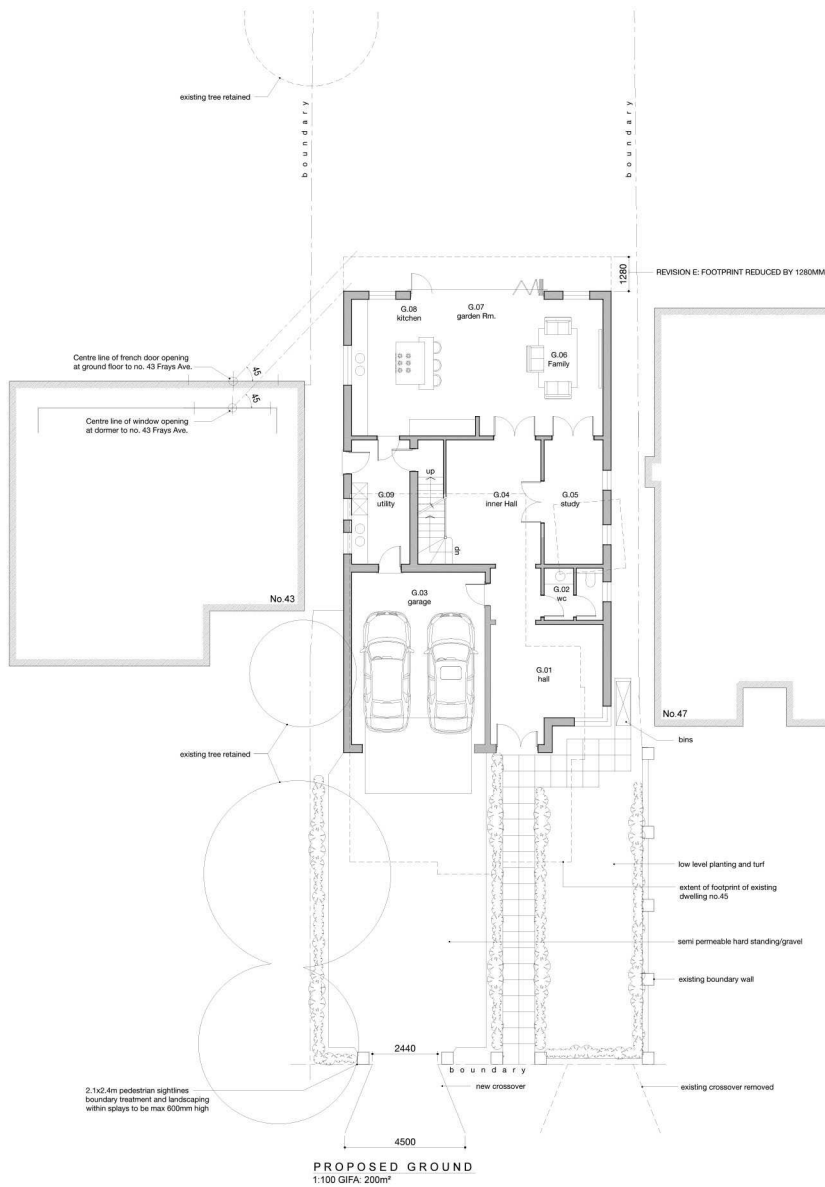 existing tree retained
boundary
boundary
1280
REVISION E: FOOTPRINT REDUCED BY 1280MM
G.08
kitchen
G.07
garden Rm.
G.06
Family
Centre line of french door opening
at ground floor to no. 43 Frays Ave.
45
45
Centre line of window opening
at dormer to no. 43 Frays Ave.
up
G.09
utility
G.04
inner Hall
G.05
study
up
No.43
G.03
garage
G.02
wc
G.01
hall
No.47
bins
existing tree retained
low level planting and turf
extent of footprint of existing
dwelling no.45
semi permeable hard standing/gravel
existing boundary wall
2440
boundary
2.1x2.4m pedestrian sightlines
boundary treatment and landscaping
within splays to be max 600mm high
new crossover
existing crossover removed
4500
PROPOSED GROUND
1:100 GIFA: 200m²